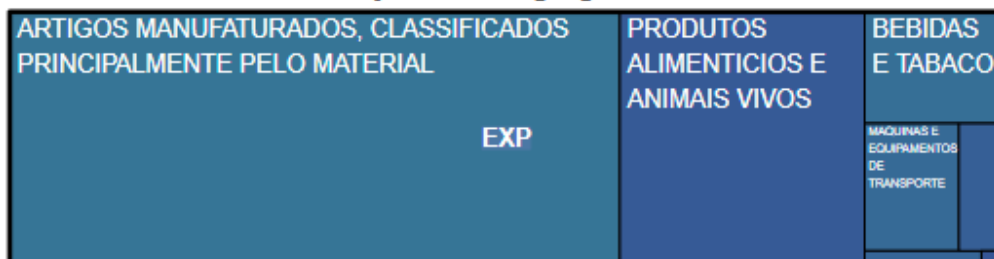 ARTIGOS MANUFATURADOS, CLASSIFICADOS
PRINCIPALMENTE PELO MATERIAL
EXP
PRODUTOS
ALIMENTICIOS E
ANIMAIS VIVOS
BEBIDAS
E TABACO
MAQUINAS E
EQUIPAMENTOS
DE
TRANSPORTE